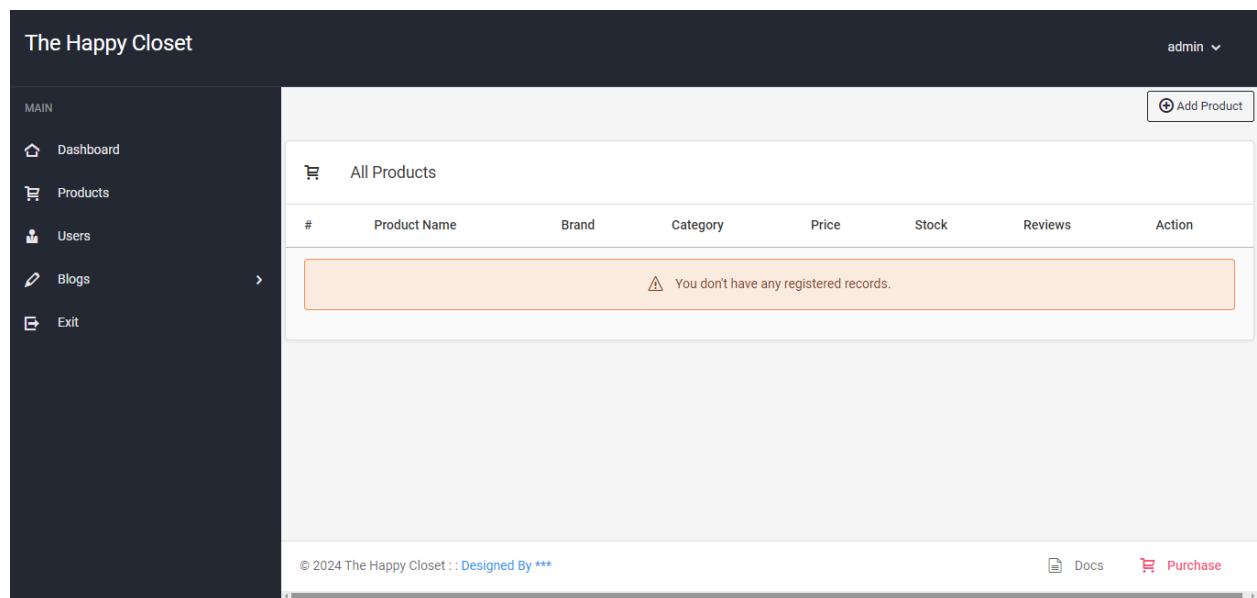 The Happy Closet
admin
MAIN
Add Product
Dashboard
Products
Users
Blogs
Exit
All Products
# Product Name Brand Category Price Stock Reviews Action
You don't have any registered records.
© 2024 The Happy Closet : : Designed By ***
Docs
Purchase